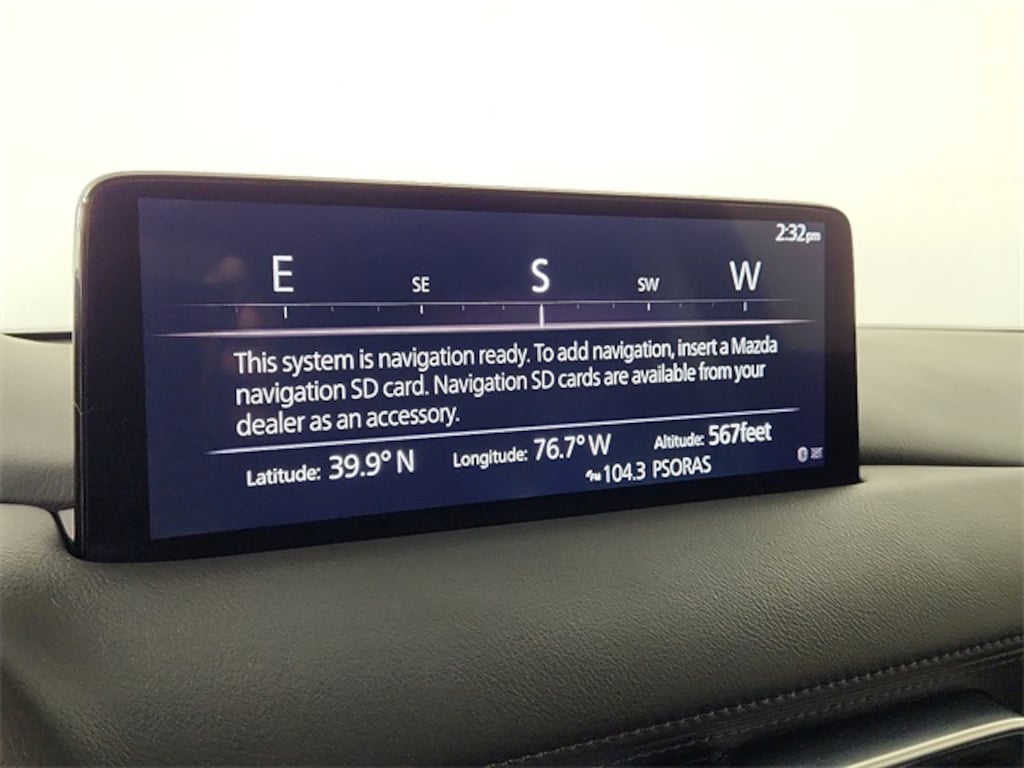 2:32pm
E SE S SW W
This system is navigation ready. To add navigation, insert a Mazda
navigation SD card. Navigation SD cards are available from your
dealer as an accessory.
Latitude: 39.9° N Longitude: 76.7° W Altitude: 567feet
FM 104.3 PSORAS